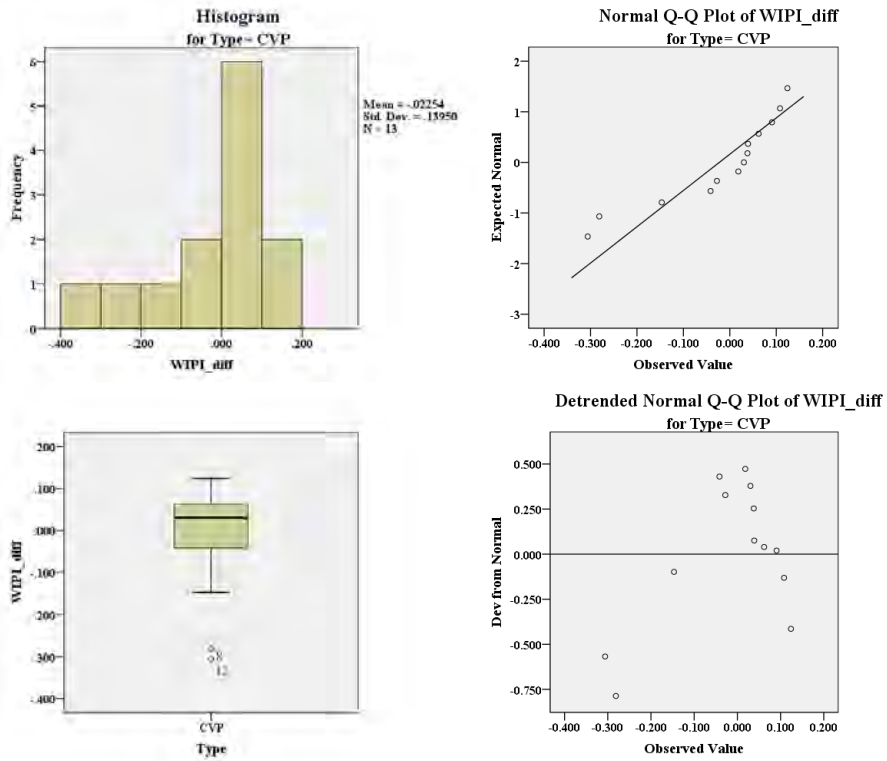 Histogram
for Type= CVP
6
5
4
3
2
1
0
Frequency
-.400
-.200
.000
.200
WIPI_diff
Mean = -.02254
Std. Dev. = .13950
N = 13
Normal Q-Q Plot of WIPI_diff
for Type= CVP
2
1
0
-1
-2
-3
Expected Normal
-0.400
-0.300
-0.200
-0.100
0.000
0.100
0.200
Observed Value
.200
.100
.000
-.100
-.200
-.300
-.400
WIPI_diff
12
CVP
Type
Detrended Normal Q-Q Plot of WIPI_diff
for Type= CVP
0.500
0.250
0.000
-0.250
-0.500
-0.750
Dev from Normal
-0.400
-0.300
-0.200
-0.100
0.000
0.100
0.200
Observed Value